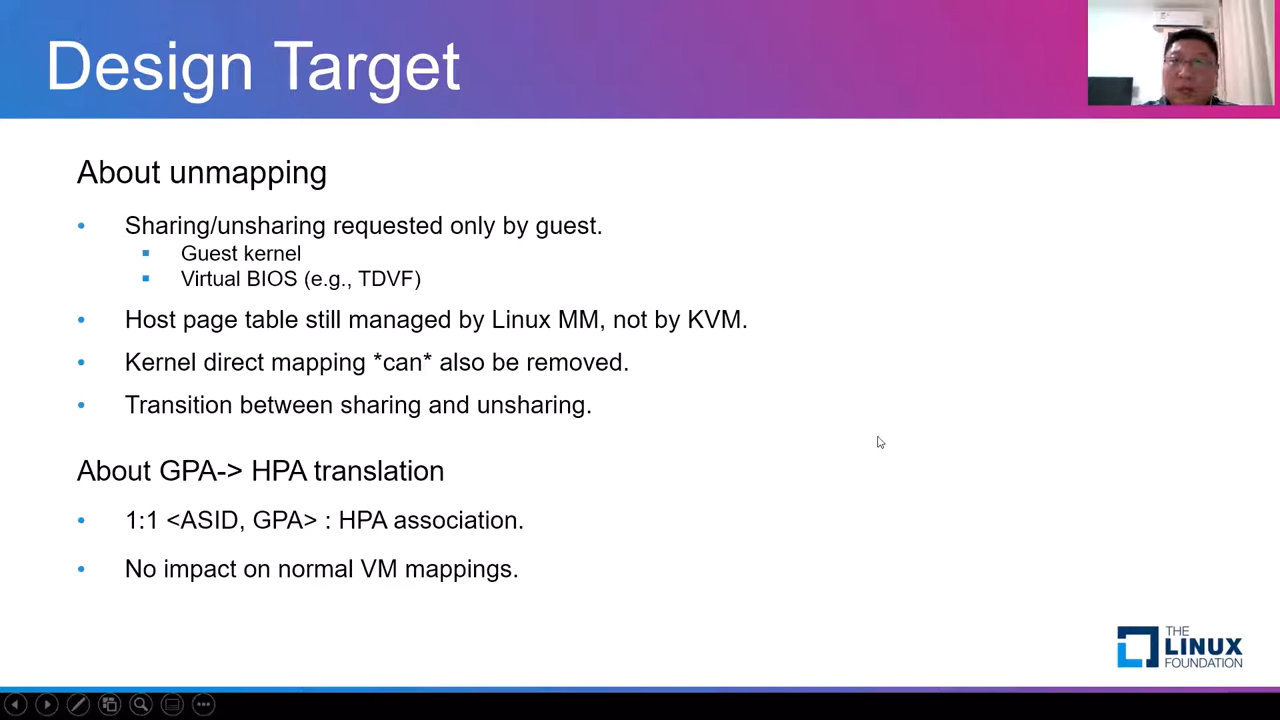 Design Target
About unmapping
• Sharing/unsharing requested only by guest.
▪ Guest kernel
▪ Virtual BIOS (e.g., TDVF)
• Host page table still managed by Linux MM, not by KVM.
• Kernel direct mapping *can* also be removed.
• Transition between sharing and unsharing.
About GPA-> HPA translation
• 1:1 <ASID, GPA> : HPA association.
• No impact on normal VM mappings.
THE
LINUX
FOUNDATION